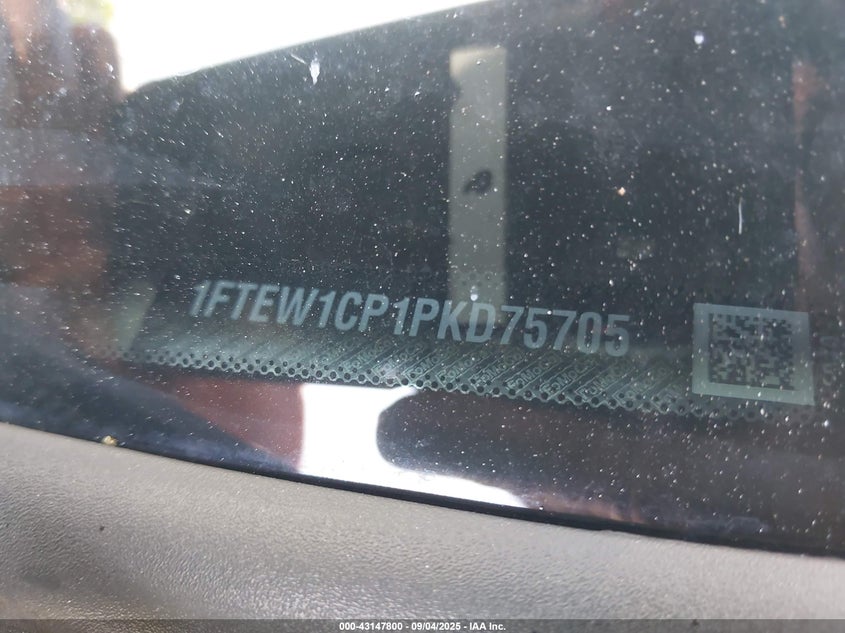 1FTEW1CP1PKD75705
000-43147800 - 09/04/2025 - IAA Inc.